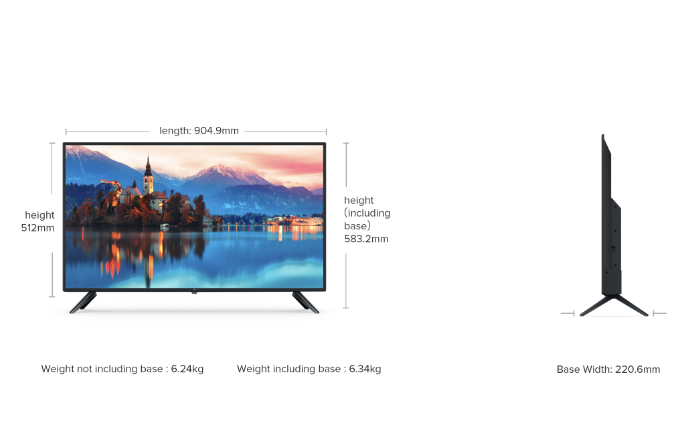 length: 904.9mm
height
512mm
height
(including
base)
583.2mm
Weight not including base : 6.24kg
Weight including base : 6.34kg
Base Width: 220.6mm